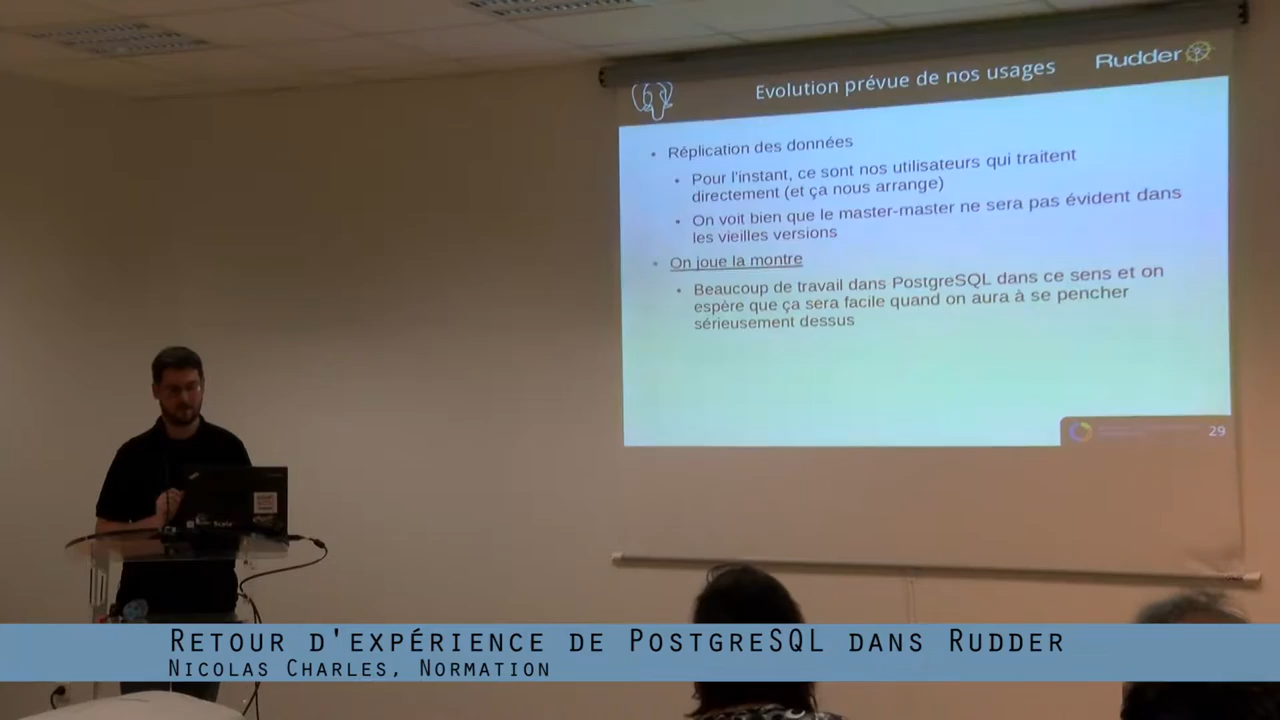 Evolution prévue de nos usages
Rudder
• Réplication des données
• Pour l'instant, ce sont nos utilisateurs qui traitent
directement (et ça nous arrange)
• On voit bien que le master-master ne sera pas évident dans
les vieilles versions
• On joue la montre
• Beaucoup de travail dans PostgreSQL dans ce sens et on
espère que ça sera facile quand on aura à se pencher
sérieusement dessus
29
Retour d'expérience de PostgreSQL dans Rudder
Nicolas Charles, Normation